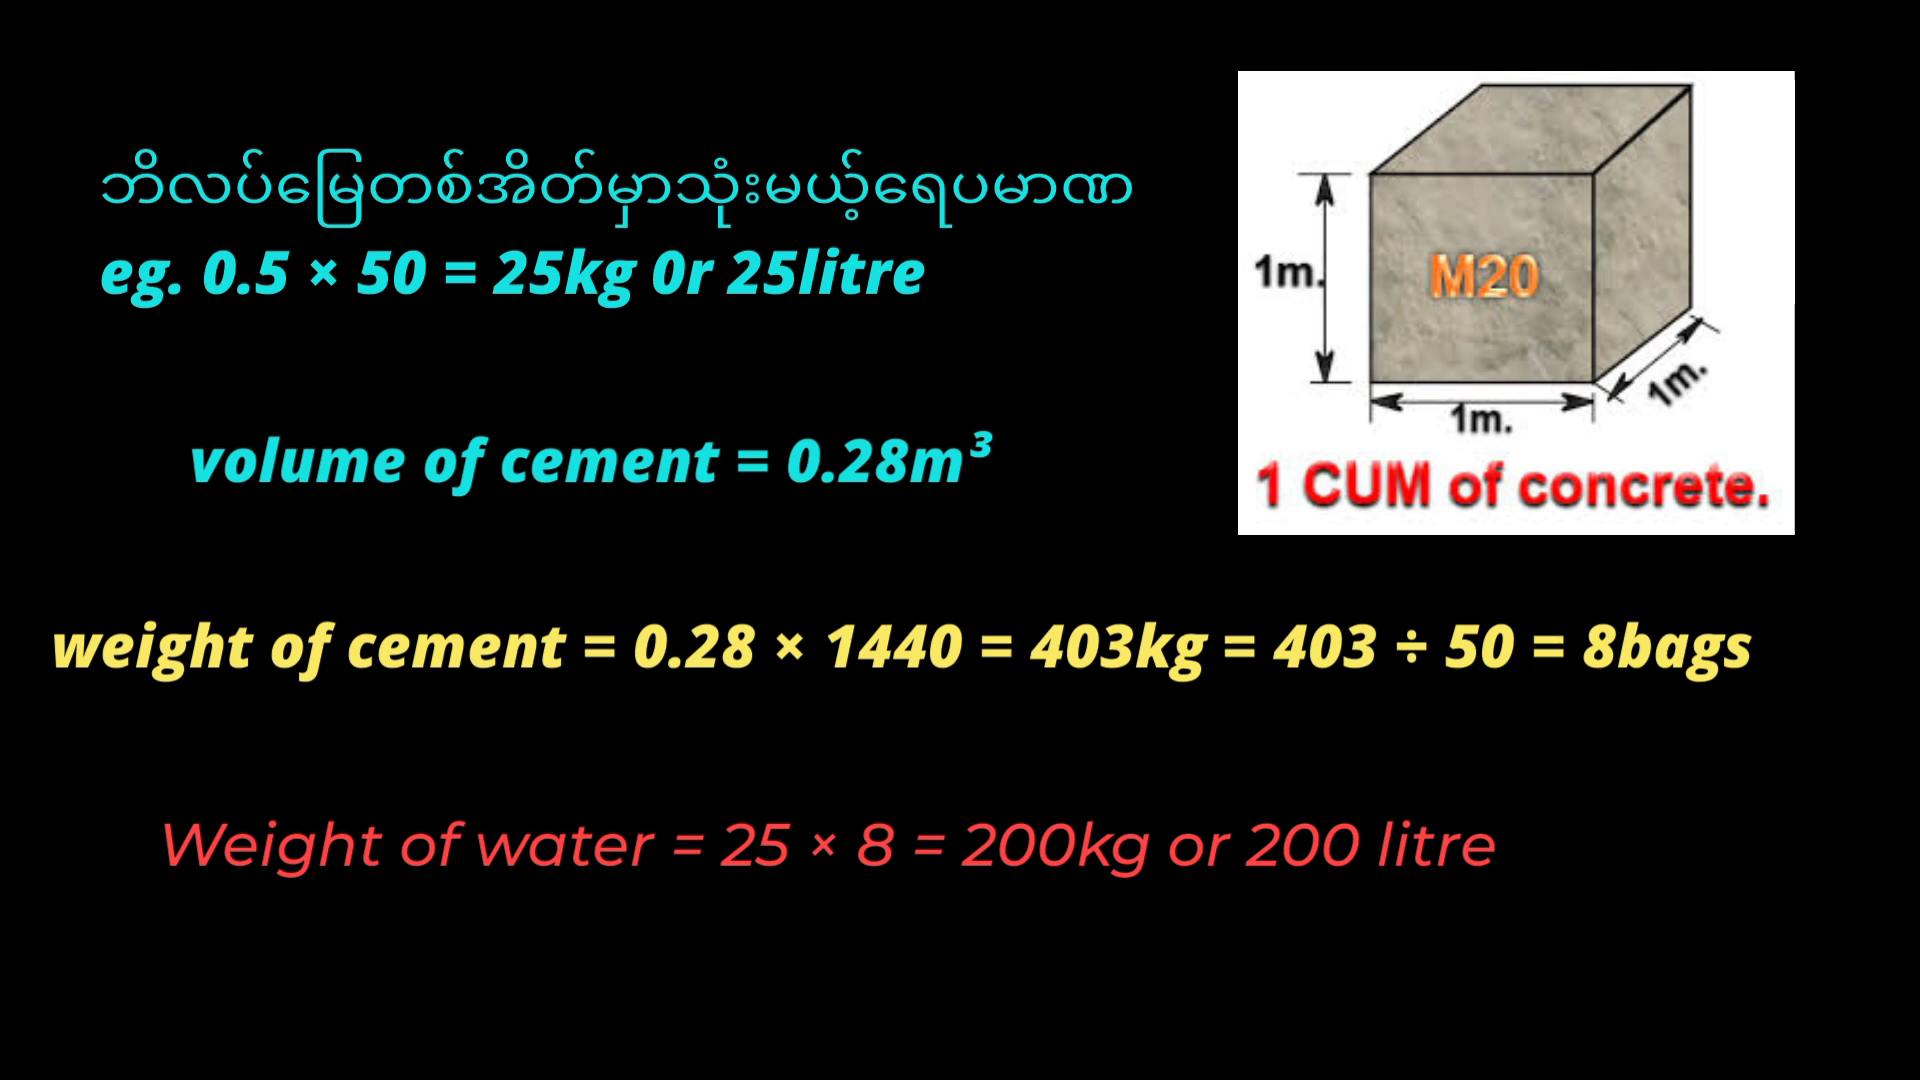 ဘိလပ်မြေတစ်အိတ်မှာသုံးမယ့်ရေပမာဏ
eg. 0.5 × 50 = 25kg 0r 25litre
volume of cement = 0.28m³
weight of cement = 0.28 × 1440 = 403kg = 403 ÷ 50 = 8bags
Weight of water = 25 × 8 = 200kg or 200 litre
1m.
M20
1m.
1m.
1 CUM of concrete.